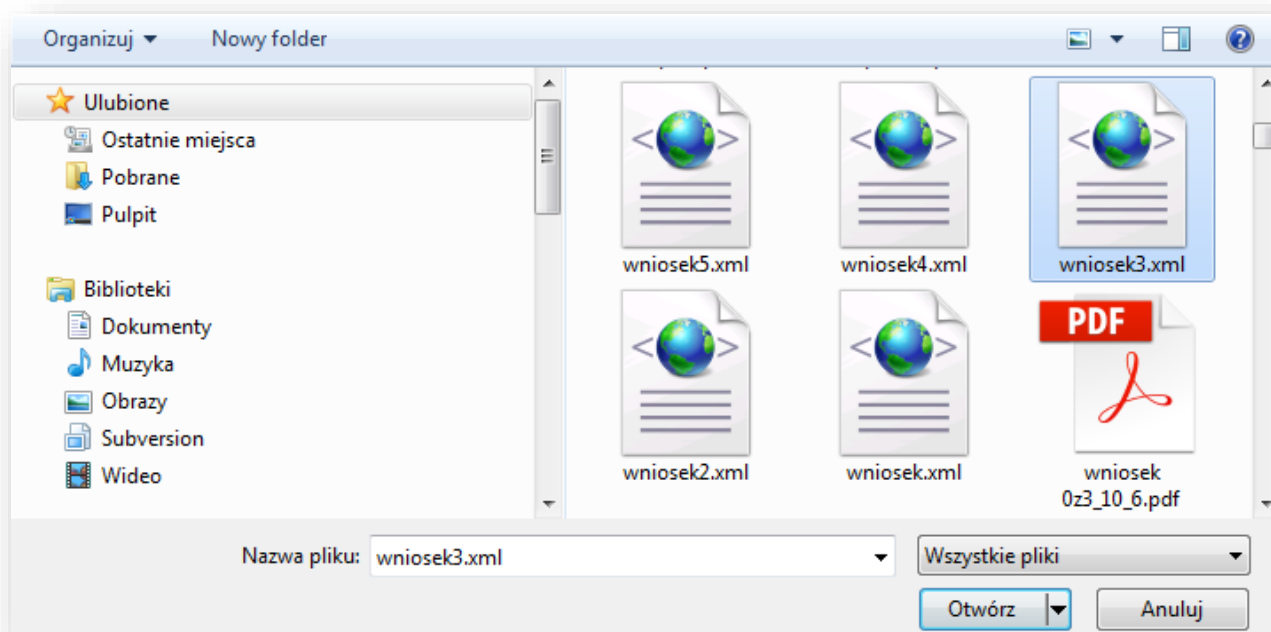 Organizuj Nowy folder
Ulubione
Ostatnie miejsca
Pobrane
Pulpit
Biblioteki
Dokumenty
Muzyka
Obrazy
Subversion
Wideo
wniosek5.xml wniosek4.xml wniosek3.xml
PDF
wniosek2.xml wniosek.xml wniosek
0z3_10_6.pdf
Nazwa pliku: wniosek3.xml Wszystkie pliki
Otwórz Anuluj